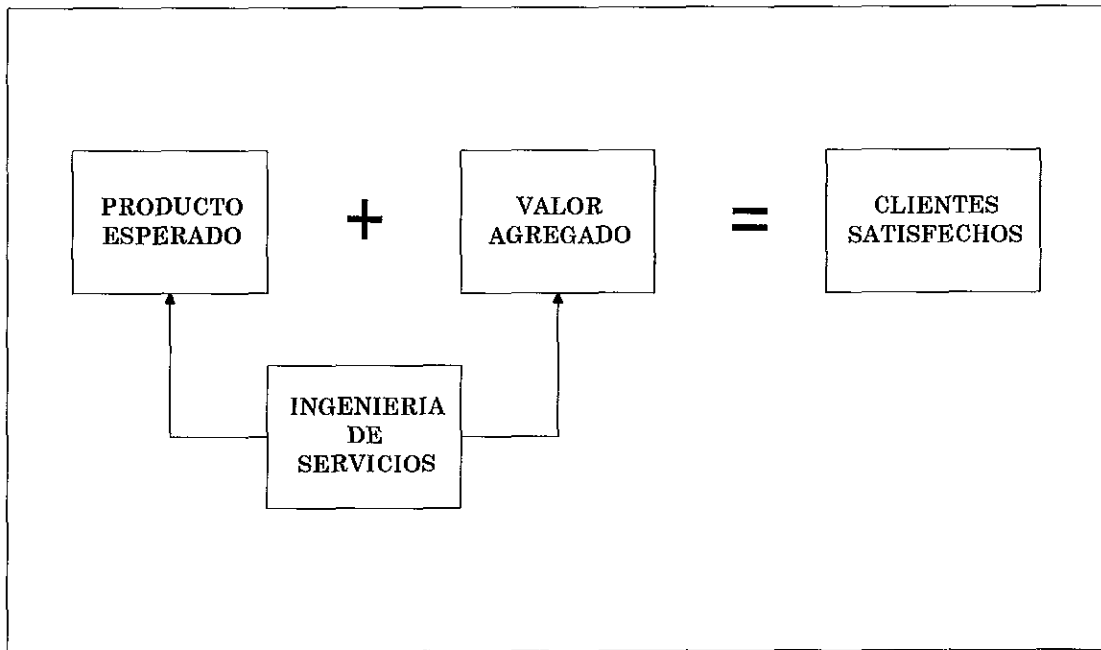 PRODUCTO
ESPERADO
+
VALOR
AGREGADO
=
CLIENTES
SATISFECHOS
INGENIERIA
DE
SERVICIOS